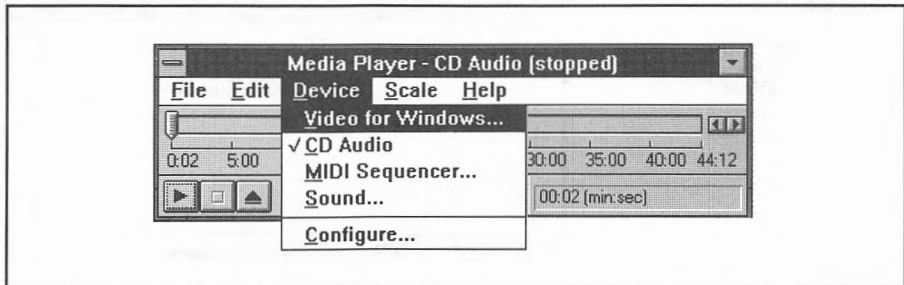 Media Player - CD Audio (stopped)
File Edit Device Scale Help
Video for Windows...
√ CD Audio
0:02 5:00 30:00 35:00 40:00 44:12
MIDI Sequencer...
Sound...
00:02 (min:sec)
Configure...